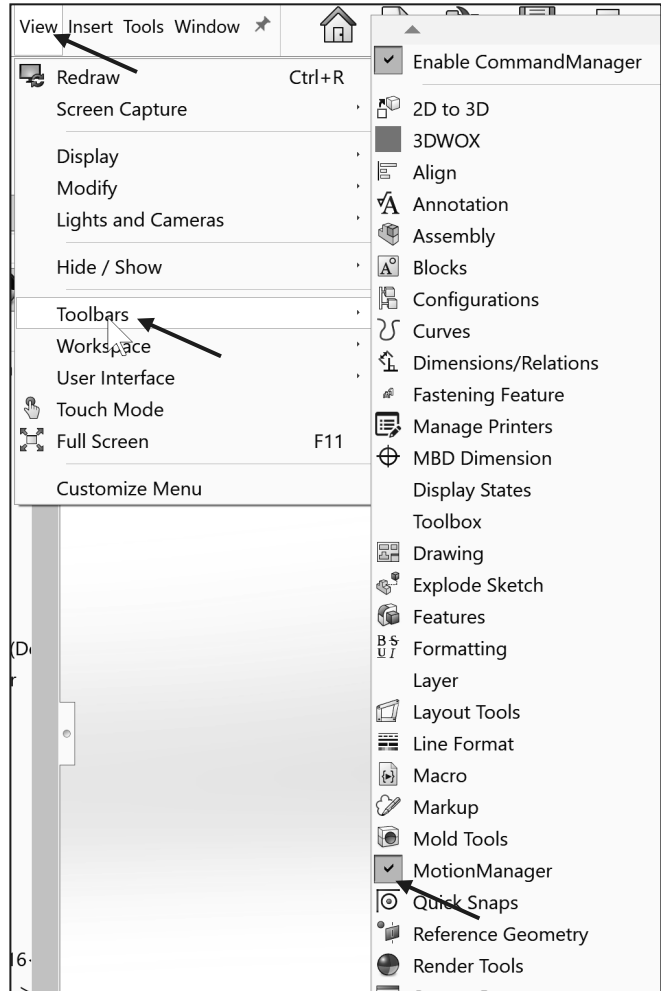 View Insert Tools Window
Redraw Ctrl+R
Screen Capture
Display
Modify
Lights and Cameras
Hide / Show
Toolbars
Workspace
User Interface
Touch Mode
Full Screen F11
Customize Menu
Enable CommandManager
2D to 3D
3DWOX
Align
Annotation
Assembly
Blocks
Configurations
Curves
Dimensions/Relations
Fastening Feature
Manage Printers
MBD Dimension
Display States
Toolbox
Drawing
Explode Sketch
Features
Formatting
Layer
Layout Tools
Line Format
Macro
Markup
Mold Tools
MotionManager
Quick Snaps
Reference Geometry
Render Tools